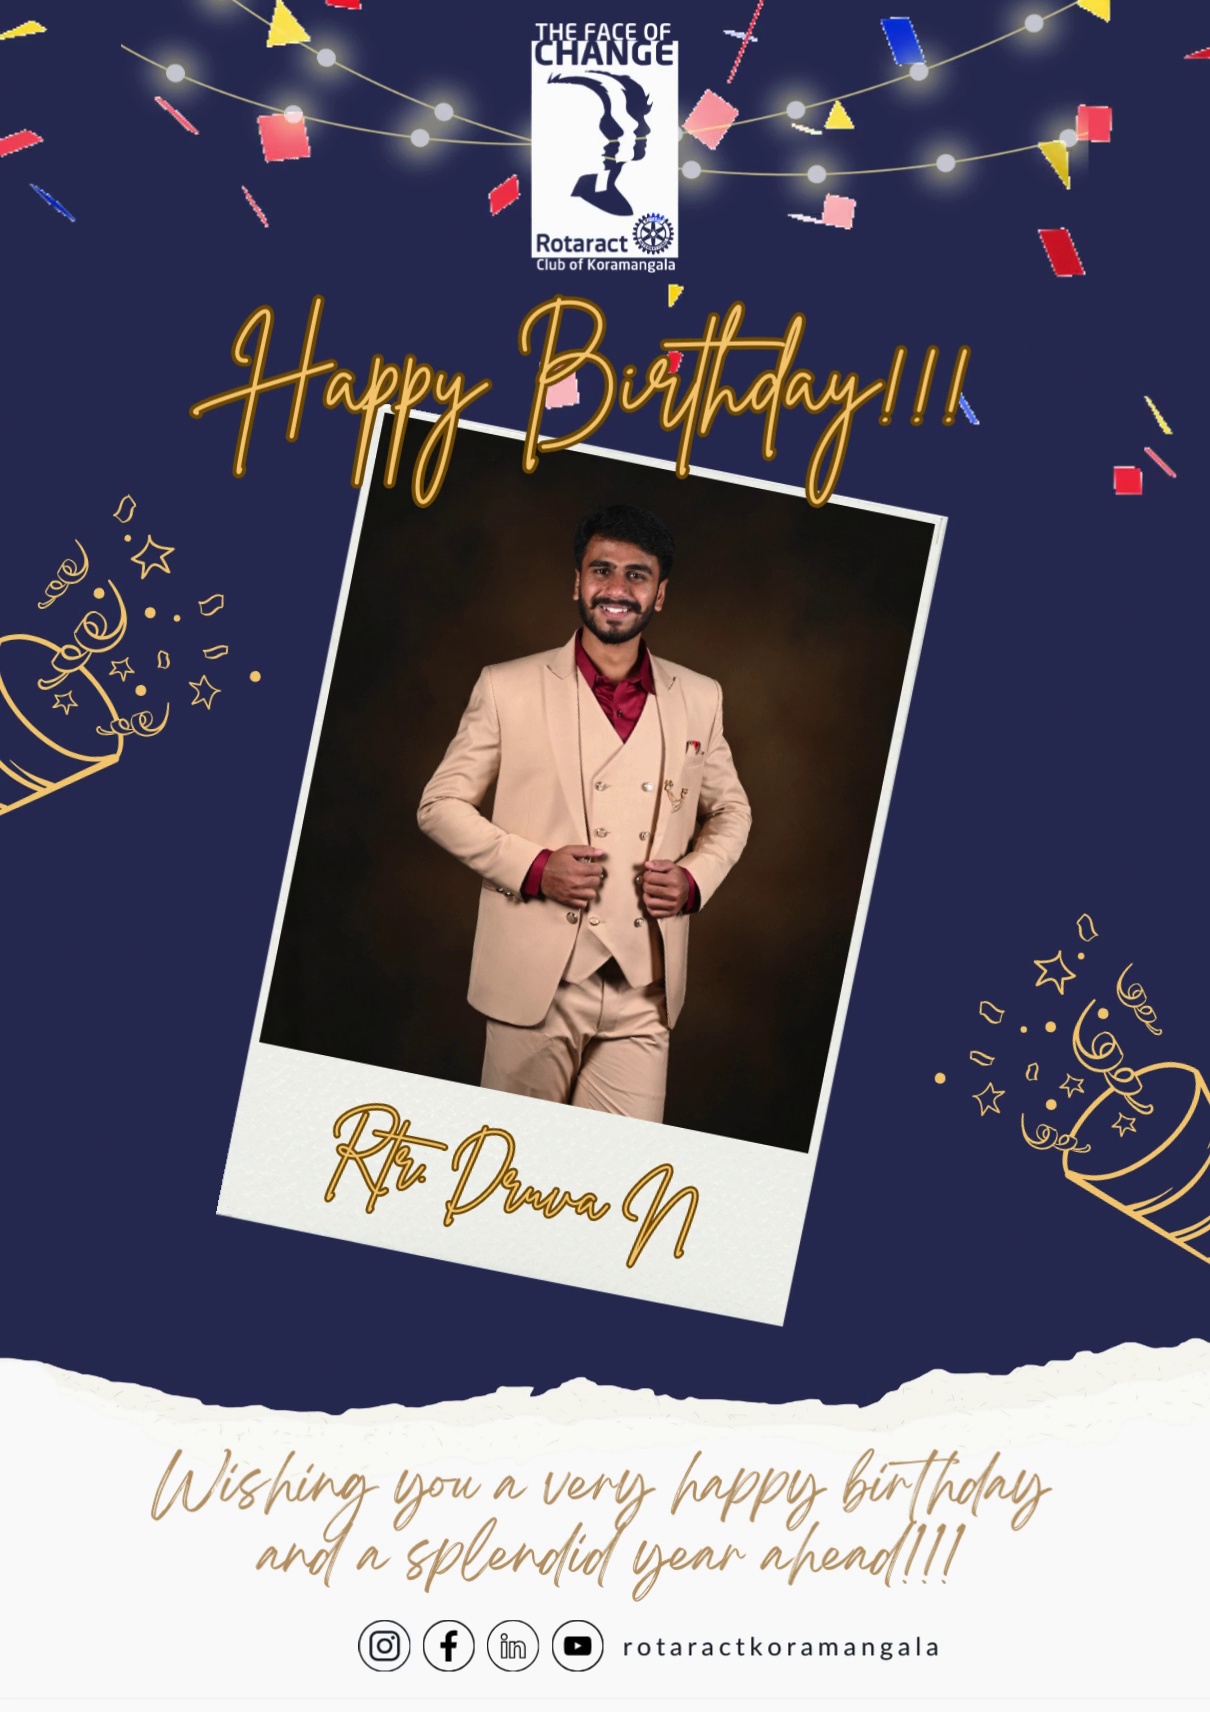 THE FACE OF
CHANGE
Rotaract
Club of Koramangala
Happy Birthday!!!
Rtr. Druva N
Wishing you a very happy birthday
and a splendid year ahead!!!
in rotaractkoramangala